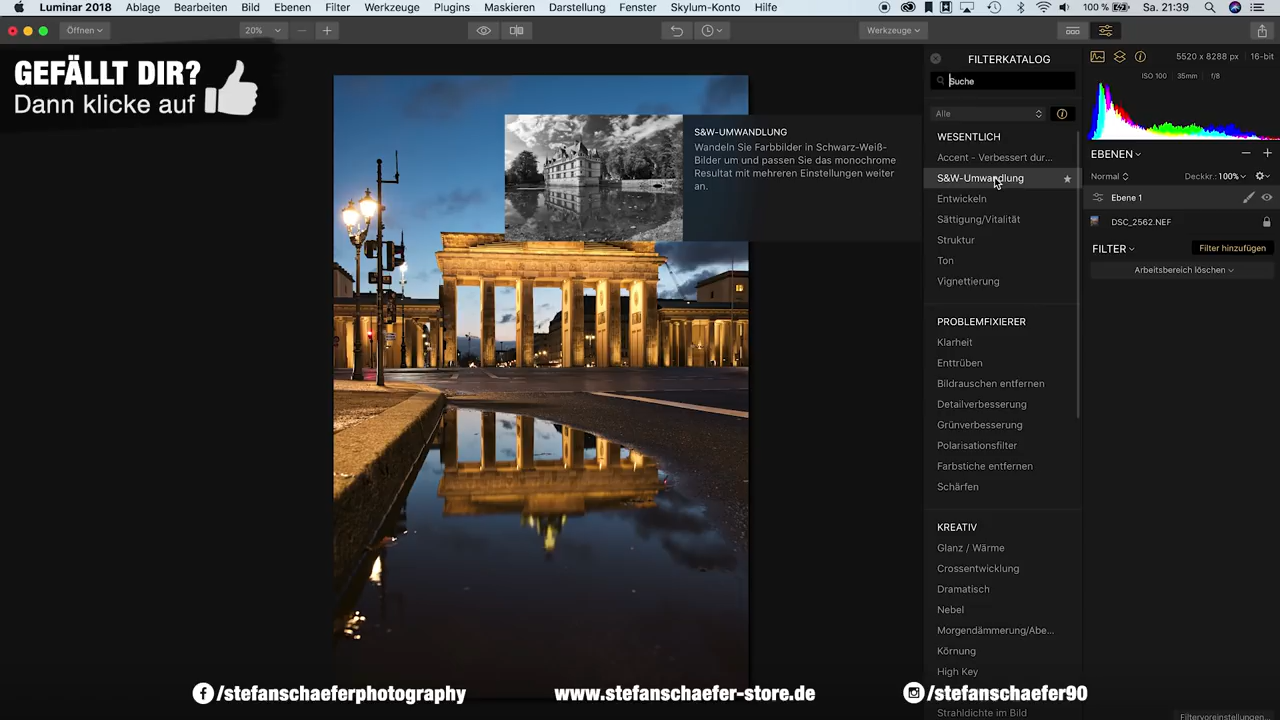 Luminar 2018 Ablage Bearbeiten Bild Ebenen Filter Werkzeuge Plugins Maskieren Darstellung Fenster Skylum-Konto Hilfe 100 % Sa. 21:39
Öffnen 20% Werkzeuge
GEFÄLLT DIR?
Dann klicke auf
FILTERKATALOG
Suche
Alle
WESENTLICH
Accent - Verbessert dur...
S&W-Umwandlung
Entwickeln
Sättigung/Vitalität
Struktur
Ton
Vignettierung
PROBLEMFIXIERER
Klarheit
Enttrüben
Bildrauschen entfernen
Detailverbesserung
Grünverbesserung
Polarisationsfilter
Farbstiche entfernen
Schärfen
KREATIV
Glanz / Wärme
Crossentwicklung
Dramatisch
Nebel
Morgendämmerung/Abe...
Körnung
High Key
Strahldichte im Bild
S&W-UMWANDLUNG
Wandeln Sie Farbbilder in Schwarz-Weiß-
Bilder um und passen Sie das monochrome
Resultat mit mehreren Einstellungen weiter
an.
5520 x 8288 px 16-bit
ISO 100 35mm f/8
EBENEN
Normal Deckkr.: 100%
Ebene 1
DSC_2562.NEF
FILTER Filter hinzufügen
Arbeitsbereich löschen
Filtervoreinstellungen...
/stefanschaeferphotography www.stefanschaefer-store.de /stefanschaefer90